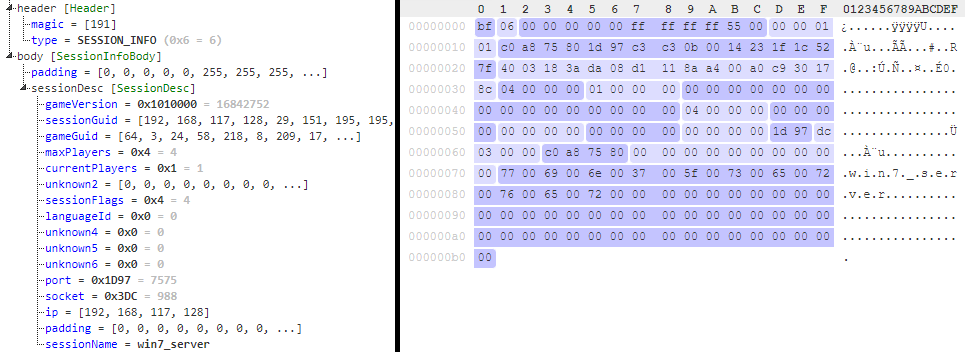 header [Header]
magic = [191]
type = SESSION_INFO (0x6 = 6)
body [SessionInfoBody]
padding = [0, 0, 0, 0, 0, 255, 255, 255, ...]
sessionDesc [SessionDesc]
gameVersion = 0x1010000 = 16842752
sessionGuid = [192, 168, 117, 128, 29, 151, 195, 195,
gameGuid = [64, 3, 24, 58, 218, 8, 209, 17, ...]
maxPlayers = 0x4 = 4
currentPlayers = 0x1 = 1
unknown2 = [0, 0, 0, 0, 0, 0, 0, 0, ...]
sessionFlags = 0x4 = 4
languageId = 0x0 = 0
unknown4 = 0x0 = 0
unknown5 = 0x0 = 0
unknown6 = 0x0 = 0
port = 0x1D97 = 7575
socket = 0x3DC = 988
ip = [192, 168, 117, 128]
padding = [0, 0, 0, 0, 0, 0, 0, 0, ...]
sessionName = win7_server
0 1 2 3 4 5 6 7 8 9 A B C D E F 0123456789ABCDEF
00000000 bf 06 00 00 00 00 00 ff ff ff ff 55 00 00 00 01 ¿......ÿÿÿÿU....
00000010 01 c0 a8 75 80 1d 97 c3 c3 0b 00 14 23 1f 1c 52 .À¨u...ÃÃ...#..R
00000020 7f 40 03 18 3a da 08 d1 11 8a a4 00 a0 c9 30 17 .@..:Ú.Ñ..¤..É0.
00000030 8c 04 00 00 00 01 00 00 00 00 00 00 00 00 00 00 ................
00000040 00 00 00 00 00 00 00 00 00 04 00 00 00 00 00 00 ................
00000050 00 00 00 00 00 00 00 00 00 00 00 00 00 1d 97 dc ...............Ü
00000060 03 00 00 c0 a8 75 80 00 00 00 00 00 00 00 00 00 ...À¨u..........
00000070 00 77 00 69 00 6e 00 37 00 5f 00 73 00 65 00 72 .w.i.n.7._.s.e.r
00000080 00 76 00 65 00 72 00 00 00 00 00 00 00 00 00 00 .v.e.r..........
00000090 00 00 00 00 00 00 00 00 00 00 00 00 00 00 00 00 ................
000000a0 00 00 00 00 00 00 00 00 00 00 00 00 00 00 00 00 ................
000000b0 00 .